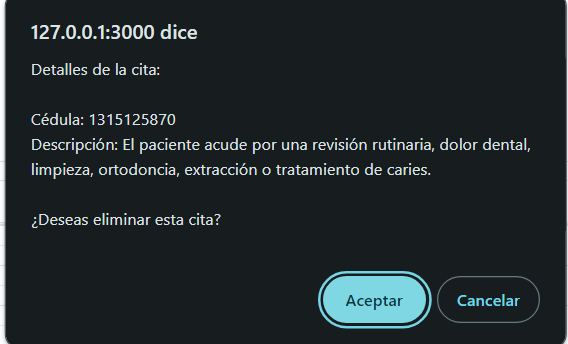 127.0.0.1:3000 dice
Detalles de la cita:
Cédula: 1315125870
Descripción: El paciente acude por una revisión rutinaria, dolor dental,
limpieza, ortodoncia, extracción o tratamiento de caries.
¿Deseas eliminar esta cita?
Aceptar
Cancelar